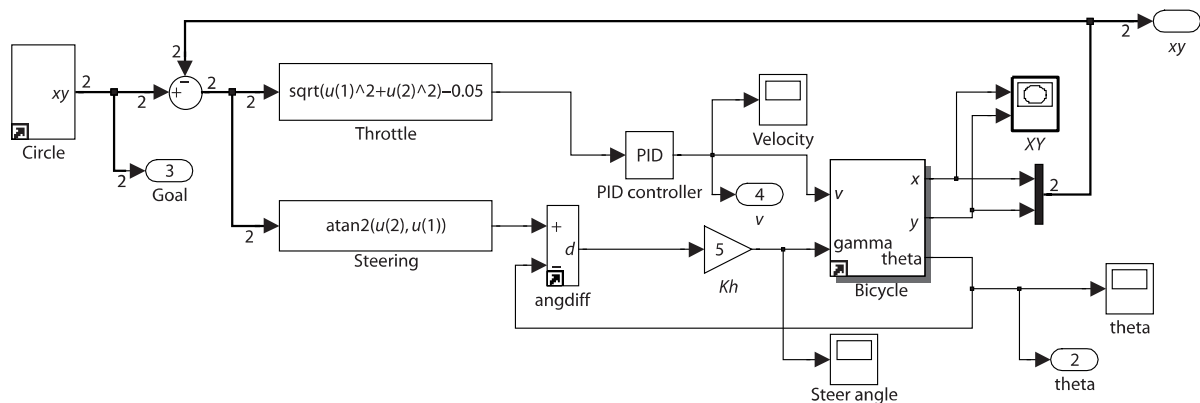 2
xy
2
xy
2
2
−
+
2
2
sqrt(u(1)^2+u(2)^2)−0.05
Throttle
Circle
2
3
Goal
Velocity
PID
PID controller
4
v
XY
2
x
v
y
gamma
theta
Bicycle
2
atan2(u(2), u(1))
Steering
+
d
−
angdiff
5
Kh
Steer angle
theta
2
theta